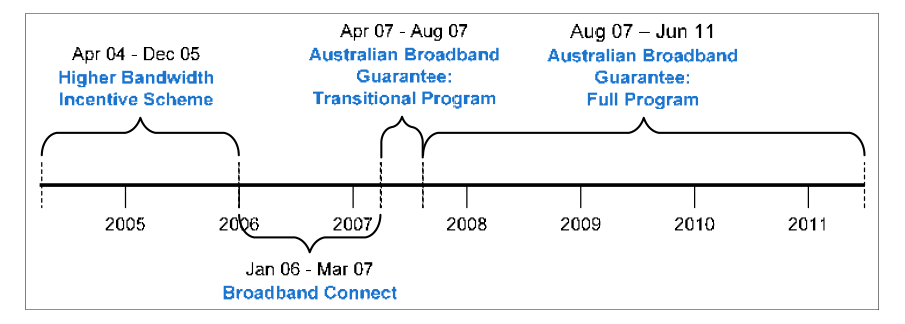 Apr 04 - Dec 05
Higher Bandwidth
Incentive Scheme
Apr 07 - Aug 07
Australian Broadband
Guarantee:
Transitional Program
Aug 07 – Jun 11
Australian Broadband
Guarantee:
Full Program
2005 2006 2007 2008 2009 2010 2011
Jan 06 - Mar 07
Broadband Connect